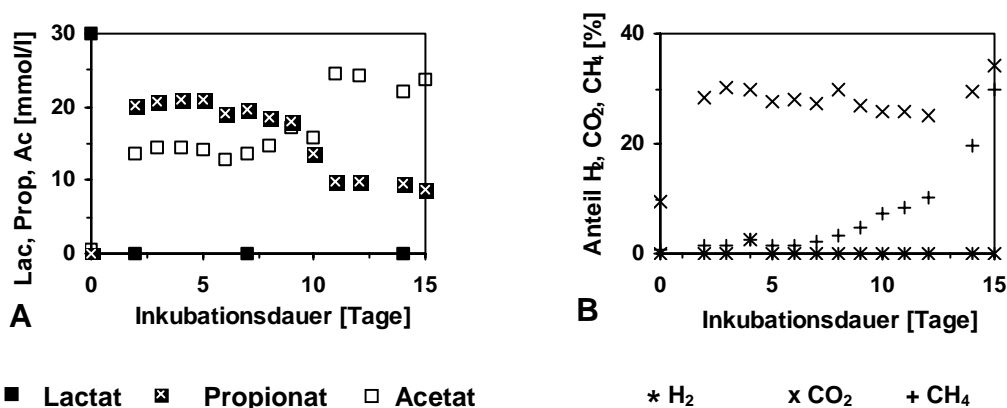 Lac, Prop, Ac [mmol/l]
30
20
10
0
0
5
10
15
A
Inkubationsdauer [Tage]
Anteil H₂, CO₂, CH₄ [%]
40
20
0
0
5
10
15
B
Inkubationsdauer [Tage]
Lactat
Propionat
Acetat
H₂
CO₂
CH₄